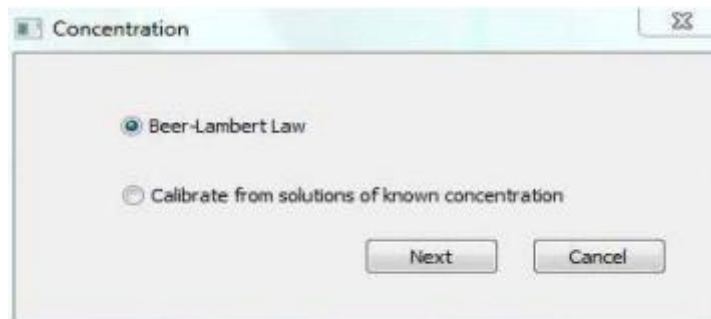 Concentration
Beer-Lambert Law
Calibrate from solutions of known concentration
Next Cancel